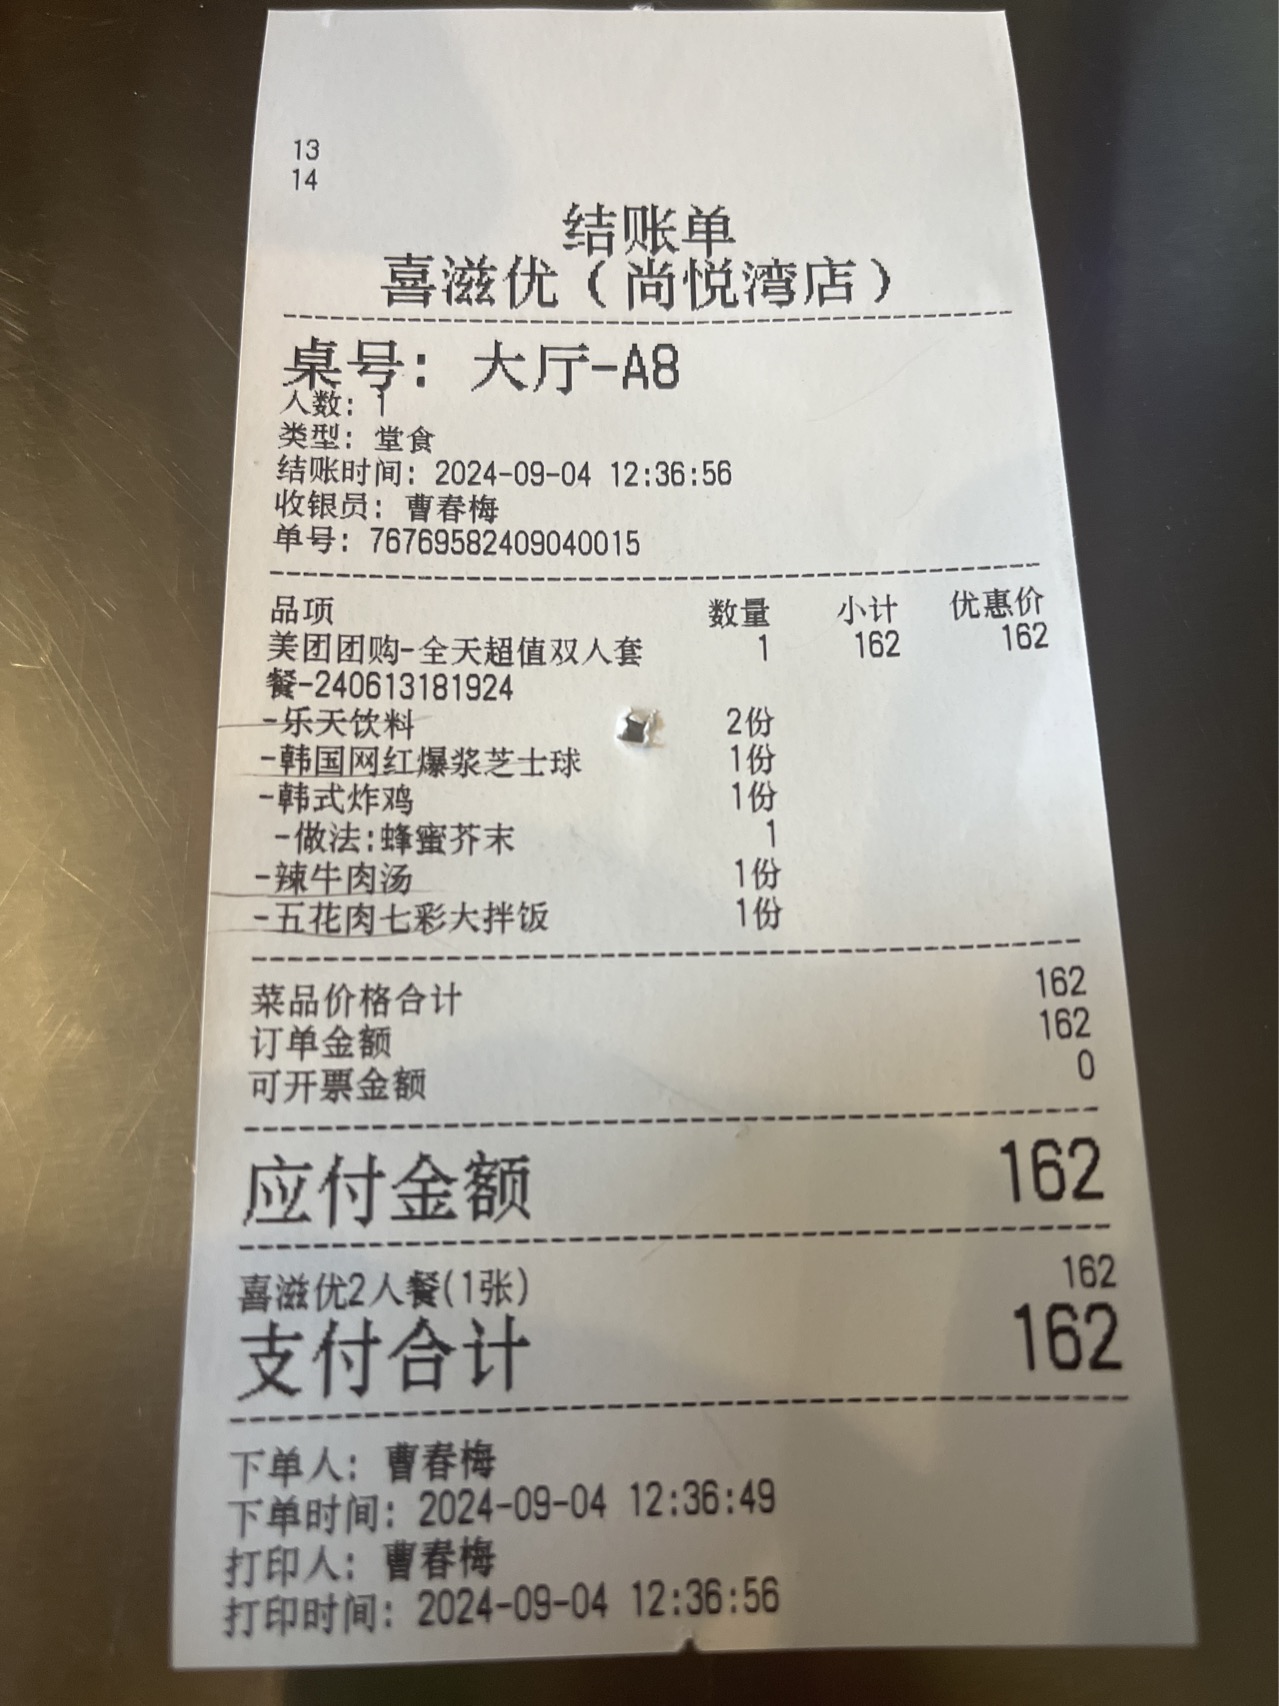 13
14
结账单
喜滋优（尚悦湾店）
桌号: 大厅-A8
人数: 1
类型: 堂食
结账时间: 2024-09-04 12:36:56
收银员: 曹春梅
单号: 76769582409040015
品项 数量 小计 优惠价
美团团购-全天超值双人套 1 162 162
餐-240613181924
-乐天饮料 2份
-韩国网红爆浆芝士球 1份
-韩式炸鸡 1份
-做法:蜂蜜芥末 1
-辣牛肉汤 1份
-五花肉七彩大拌饭 1份
菜品价格合计 162
订单金额 162
可开票金额 0
应付金额 162
喜滋优2人餐(1张) 162
支付合计 162
下单人: 曹春梅
下单时间: 2024-09-04 12:36:49
打印人: 曹春梅
打印时间: 2024-09-04 12:36:56